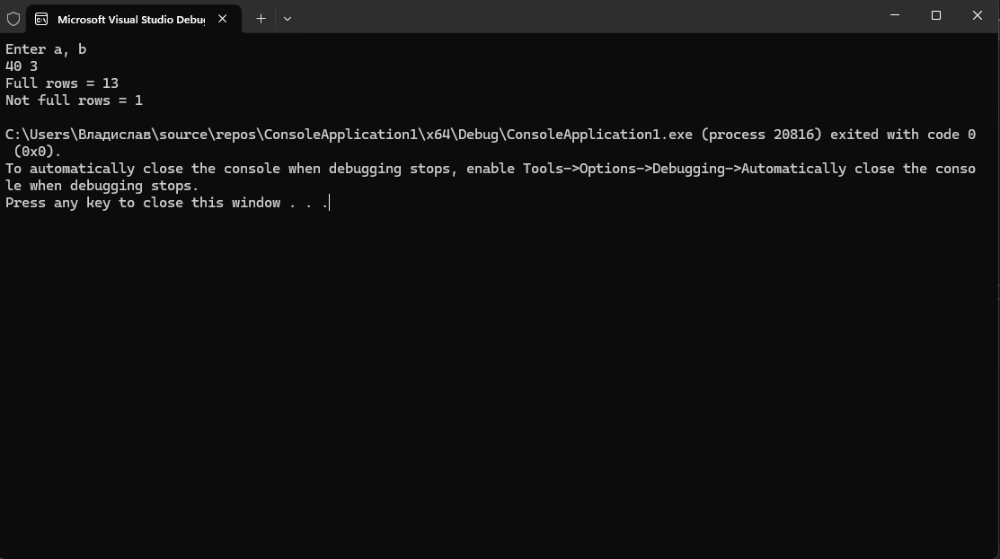 Microsoft Visual Studio Debu
Enter a, b
40 3
Full rows = 13
Not full rows = 1
C:\Users\Владислав\source\repos\ConsoleApplication1\x64\Debug\ConsoleApplication1.exe (process 20816) exited with code 0
(0x0).
To automatically close the console when debugging stops, enable Tools->Options->Debugging->Automatically close the conso
le when debugging stops.
Press any key to close this window . . .